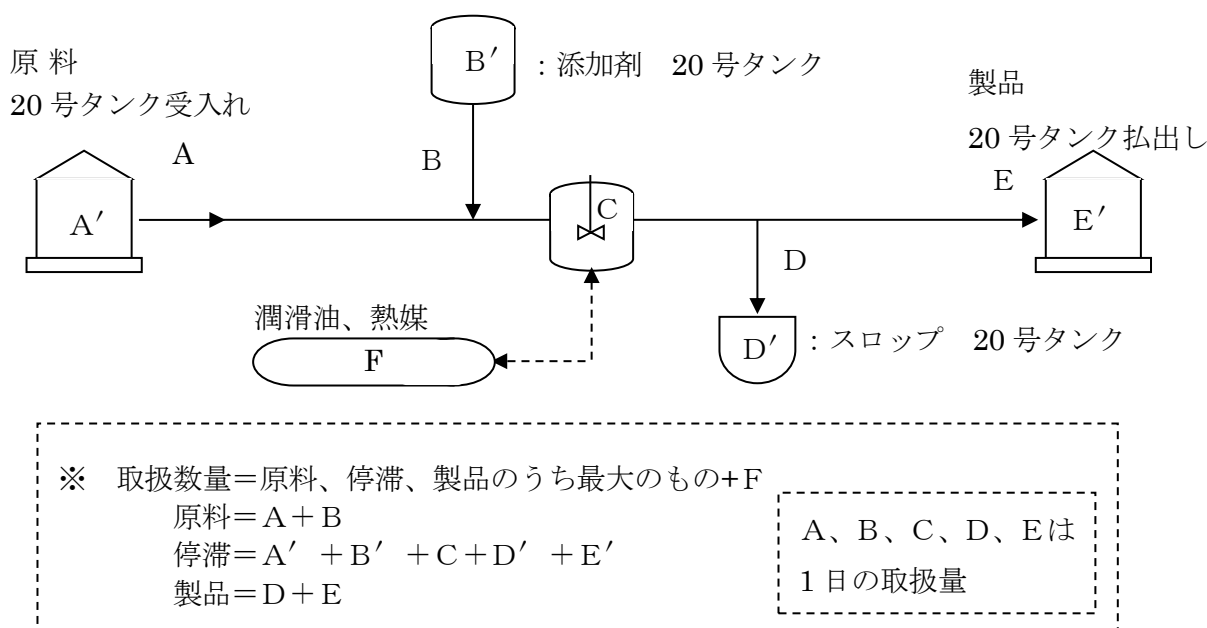 原 料
20 号タンク受入れ
B′
：添加剤　20 号タンク
製品
20 号タンク払出し
A
B
E
A′
C
E′
D
潤滑油、熱媒
F
D′
：スロップ　20 号タンク
※　取扱数量＝原料、停滞、製品のうち最大のもの+F
原料＝A＋B
停滞＝A′＋B′＋C＋D′＋E′
製品＝D＋E
A、B、C、D、Eは
1 日の取扱量